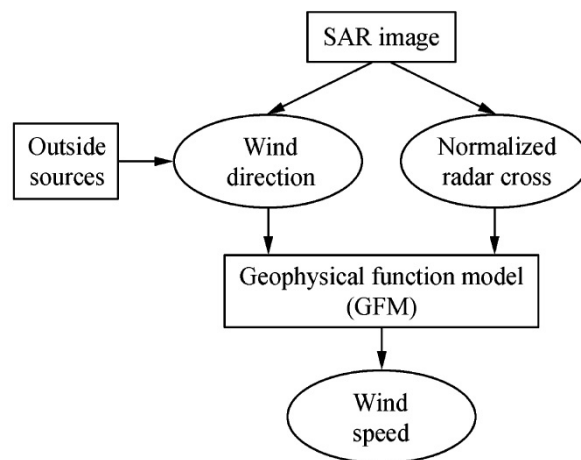 SAR image
Outside
sources
Wind
direction
Normalized
radar cross
Geophysical function model
(GFM)
Wind
speed